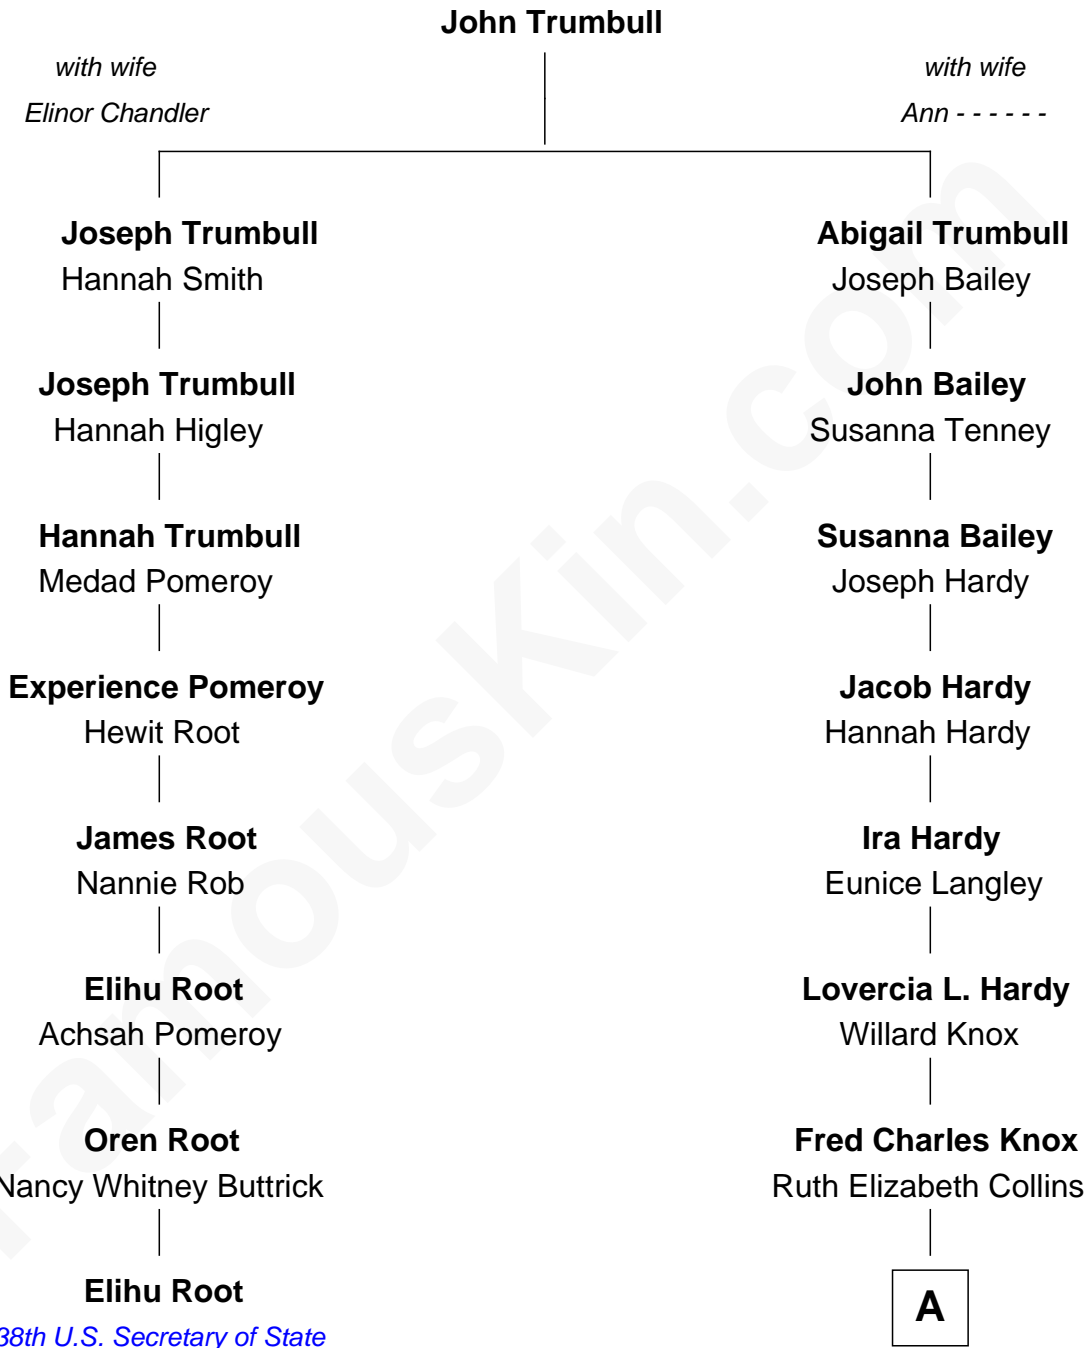 John Trumbull
with wife
Elinor Chandler
with wife
Ann - - - - - -
Joseph Trumbull
Hannah Smith
Abigail Trumbull
Joseph Bailey
Joseph Trumbull
Hannah Higley
John Bailey
Susanna Tenney
Hannah Trumbull
Medad Pomeroy
Susanna Bailey
Joseph Hardy
Experience Pomeroy
Hewit Root
Jacob Hardy
Hannah Hardy
James Root
Nannie Rob
Ira Hardy
Eunice Langley
Elihu Root
Achsah Pomeroy
Lovercia L. Hardy
Willard Knox
Oren Root
Nancy Whitney Buttrick
Fred Charles Knox
Ruth Elizabeth Collins
Elihu Root
38th U.S. Secretary of State
A
FamousKin.com